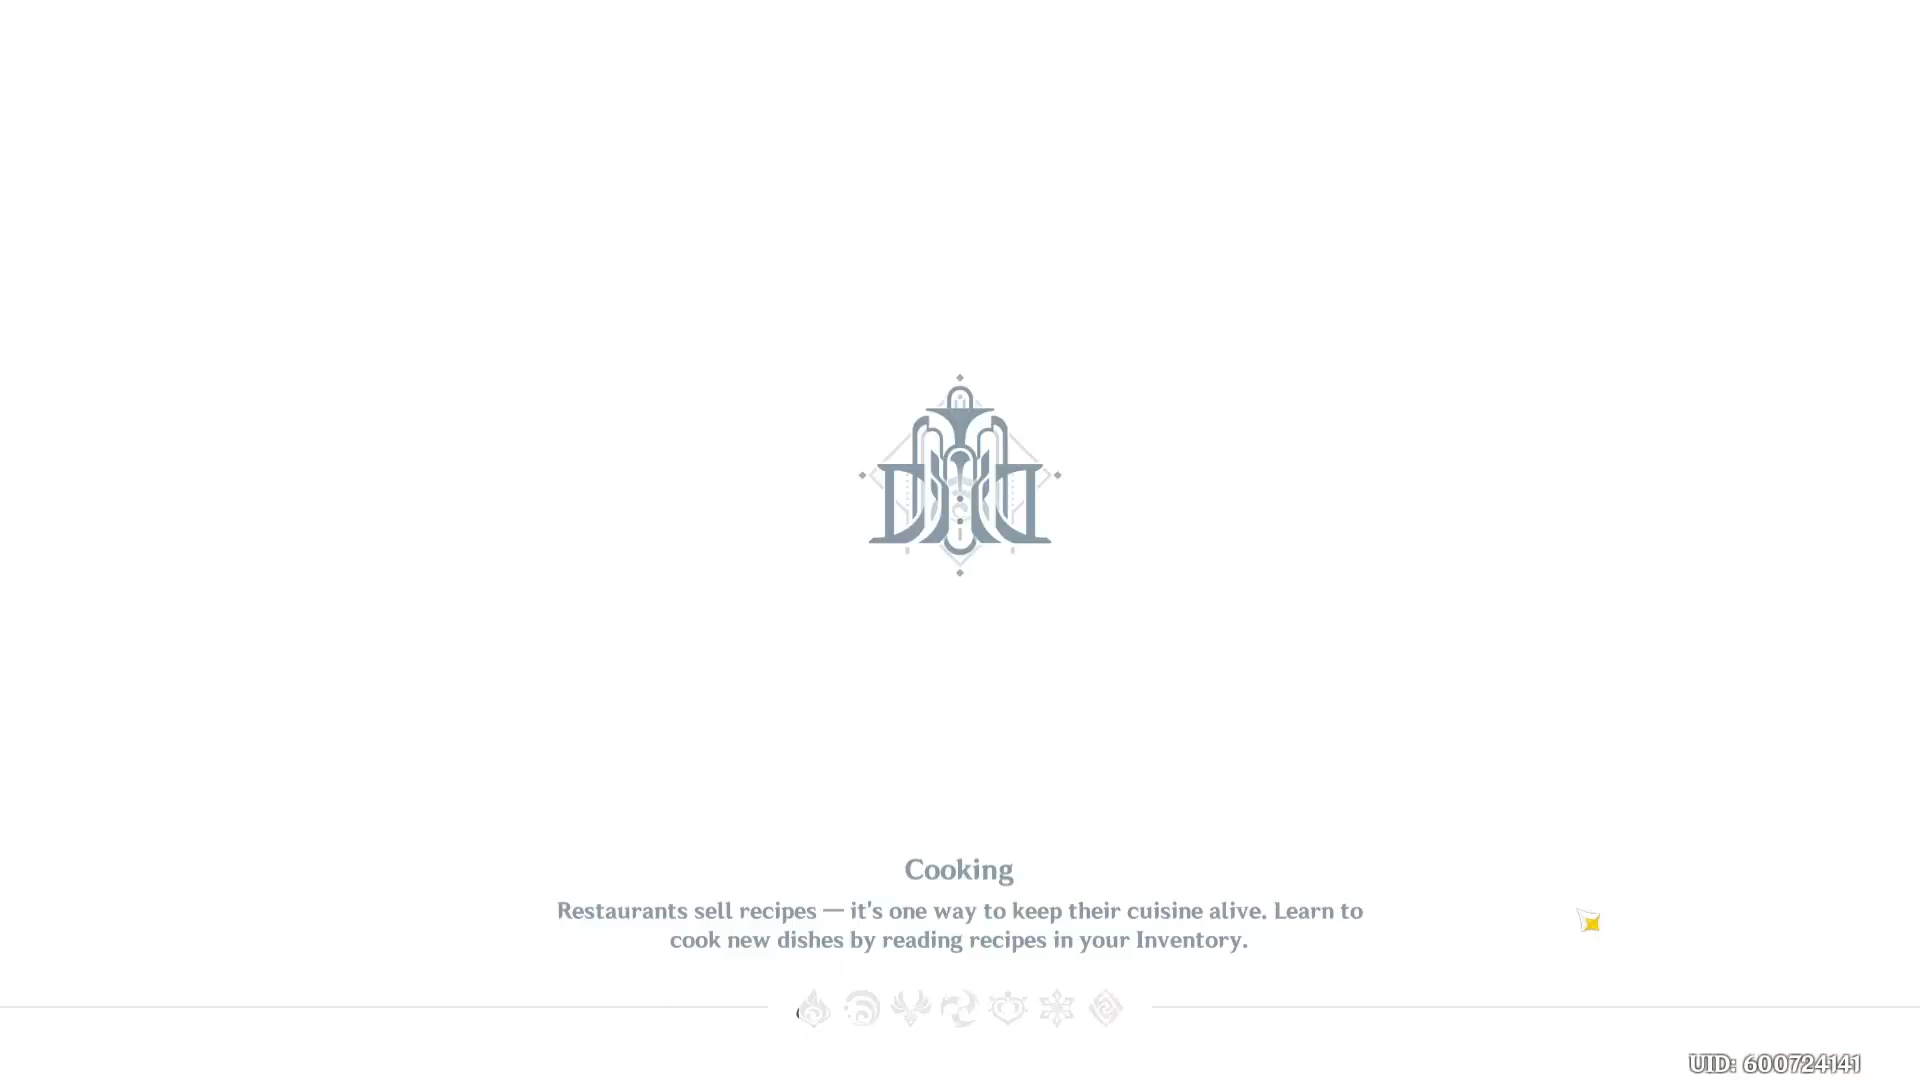 Cooking
Restaurants sell recipes — it's one way to keep their cuisine alive. Learn to
cook new dishes by reading recipes in your Inventory.
UID: 600724141